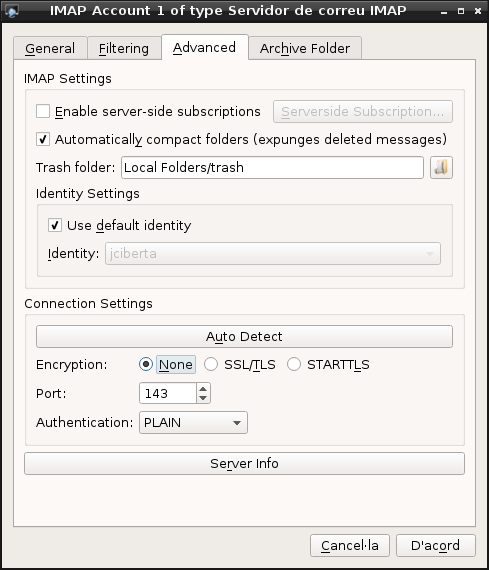 IMAP Account 1 of type Servidor de correu IMAP
General Filtering Advanced Archive Folder
IMAP Settings
Enable server-side subscriptions Serverside Subscription...
Automatically compact folders (expunges deleted messages)
Trash folder: Local Folders/trash
Identity Settings
Use default identity
Identity: jciberta
Connection Settings
Auto Detect
Encryption: None SSL/TLS STARTTLS
Port: 143
Authentication: PLAIN
Server Info
Cancel·la D'acord